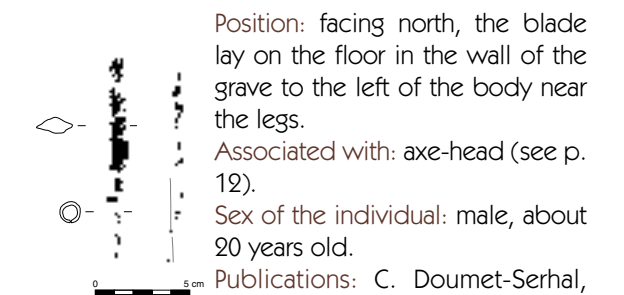 Position: facing north, the blade
lay on the floor in the wall of the
grave to the left of the body near
the legs.
Associated with: axe-head (see p.
12).
Sex of the individual: male, about
20 years old.
Publications: C. Doumet-Serhal,
0 5 cm